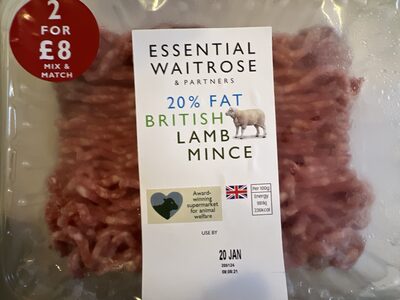 2
FOR
£8
MIX &
MATCH
ESSENTIAL
WAITROSE
& PARTNERS
20% FAT
BRITISH
LAMB
MINCE
Award-
winning
supermarket
for animal
welfare
Per 100g
Energy
USE BY
20 JAN